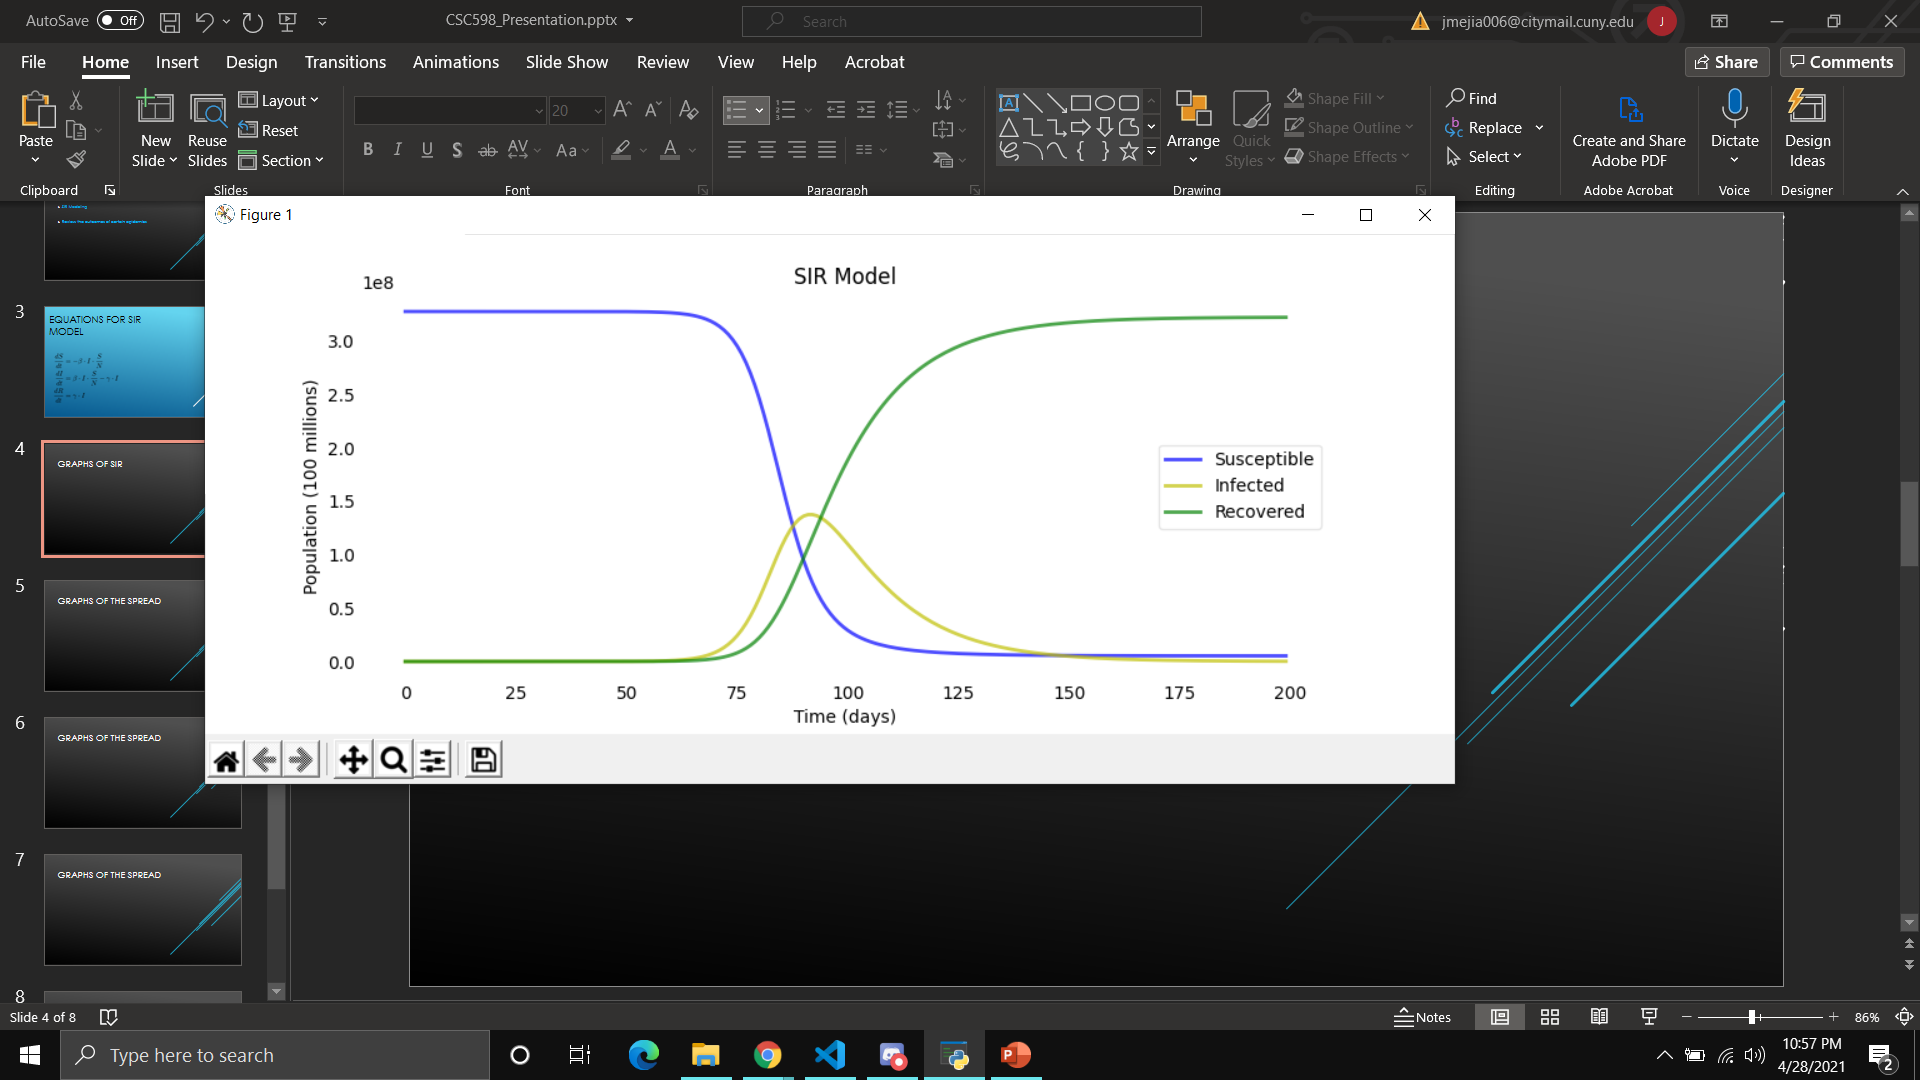 AutoSave Off
CSC598_Presentation.pptx
Search
jmejia006@citymail.cuny.edu
J
File Home Insert Design Transitions Animations Slide Show Review View Help Acrobat
Share Comments
Paste
New Slide
Reuse Slides
Layout
Reset
Section
20
B I U S ab AV Aa A
Arrange
Quick Styles
Shape Fill
Shape Outline
Shape Effects
Find
Replace
Select
Create and Share Adobe PDF
Dictate
Design Ideas
Clipboard Slides Font Paragraph Drawing Editing Adobe Acrobat Voice Designer
3
EQUATIONS FOR SIR
MODEL
4
GRAPHS OF SIR
5
GRAPHS OF THE SPREAD
6
GRAPHS OF THE SPREAD
7
GRAPHS OF THE SPREAD
8
Figure 1
SIR Model
1e8
3.0
2.5
2.0
1.5
1.0
0.5
0.0
Population (100 millions)
Susceptible
Infected
Recovered
0 25 50 75 100 125 150 175 200
Time (days)
Slide 4 of 8
Notes
86%
Type here to search
10:57 PM
4/28/2021
2